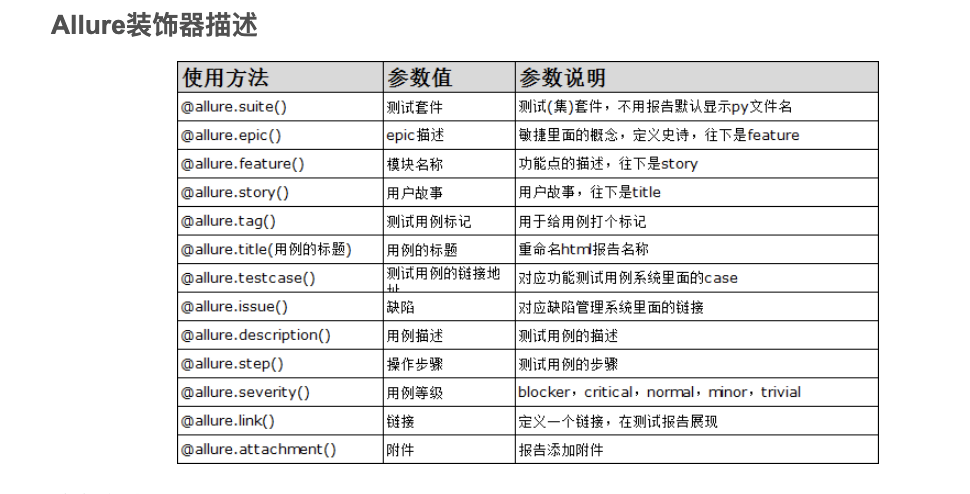 Allure装饰器描述
使用方法 参数值 参数说明
@allure.suite() 测试套件 测试(集)套件，不用报告默认显示py文件名
@allure.epic() epic描述 敏捷里面的概念，定义史诗，往下是feature
@allure.feature() 模块名称 功能点的描述，往下是story
@allure.story() 用户故事 用户故事，往下是title
@allure.tag() 测试用例标记 用于给用例打个标记
@allure.title(用例的标题) 用例的标题 重命名html报告名称
@allure.testcase() 测试用例的链接地址 对应功能测试用例系统里面的case
@allure.issue() 缺陷 对应缺陷管理系统里面的链接
@allure.description() 用例描述 测试用例的描述
@allure.step() 操作步骤 测试用例的步骤
@allure.severity() 用例等级 blocker，critical，normal，minor，trivial
@allure.link() 链接 定义一个链接，在测试报告展现
@allure.attachment() 附件 报告添加附件